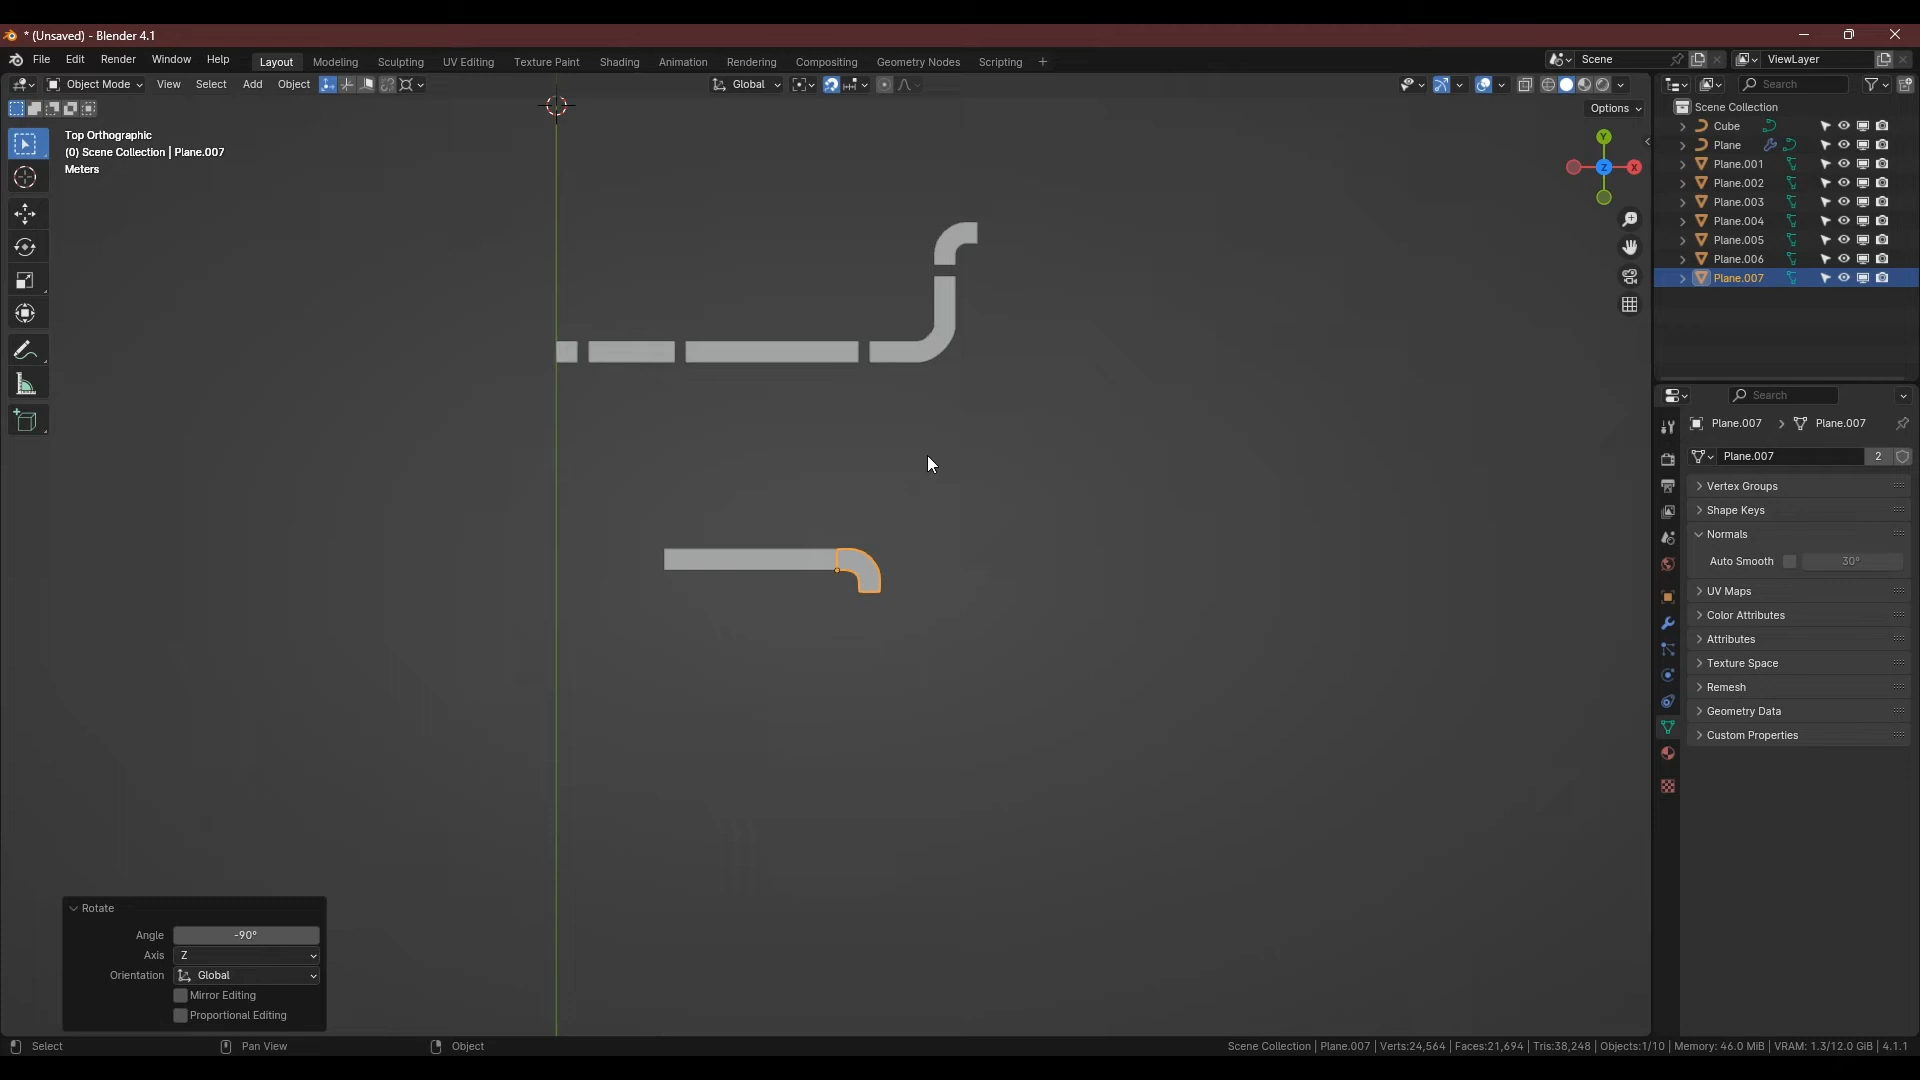 * (Unsaved) - Blender 4.1
File Edit Render Window Help Layout Modeling Sculpting UV Editing Texture Paint Shading Animation Rendering Compositing Geometry Nodes Scripting + Scene ViewLayer
Object Mode View Select Add Object Global Search
Options
Top Orthographic
(0) Scene Collection | Plane.007
Meters
Y
Z
X
Scene Collection
Cube
Plane
Plane.001
Plane.002
Plane.003
Plane.004
Plane.005
Plane.006
Plane.007
Search
Plane.007 > Plane.007
Plane.007 2
Vertex Groups
Shape Keys
Normals
Auto Smooth 30°
UV Maps
Color Attributes
Attributes
Texture Space
Remesh
Geometry Data
Custom Properties
Rotate
Angle -90°
Axis Z
Orientation Global
Mirror Editing
Proportional Editing
Select Pan View Object Scene Collection | Plane.007 | Verts:24,564 | Faces:21,694 | Tris:38,248 | Objects:1/10 | Memory: 46.0 MiB | VRAM: 1.3/12.0 GiB | 4.1.1